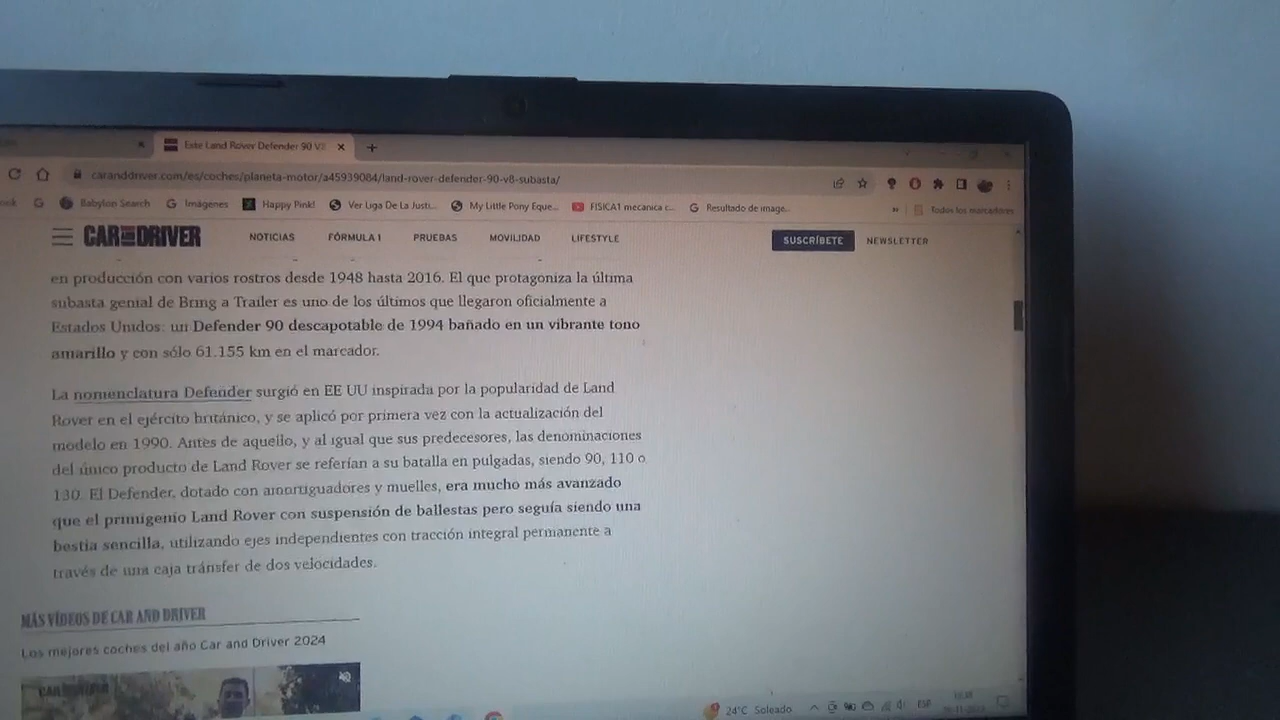 Este Land Rover Defender 90 V8
caranddriver.com/es/coches/planeta-motor/a45939084/land-rover-defender-90-v8-subasta/
Babylon Search
Imágenes
Happy Pink!
Ver Liga De La Justi...
My Little Pony Eque...
FISICA1 mecanica c...
Resultado de image...
Todos los marcadores
CAR AND DRIVER
NOTICIAS
FÓRMULA 1
PRUEBAS
MOVILIDAD
LIFESTYLE
SUSCRÍBETE
NEWSLETTER
en producción con varios rostros desde 1948 hasta 2016. El que protagoniza la última
subasta genial de Bring a Trailer es uno de los últimos que llegaron oficialmente a
Estados Unidos: un Defender 90 descapotable de 1994 bañado en un vibrante tono
amarillo y con sólo 61.155 km en el marcador.
La nomenclatura Defender surgió en EE UU inspirada por la popularidad de Land
Rover en el ejército británico, y se aplicó por primera vez con la actualización del
modelo en 1990. Antes de aquello, y al igual que sus predecesores, las denominaciones
del único producto de Land Rover se referían a su batalla en pulgadas, siendo 90, 110 o
130. El Defender, dotado con amortiguadores y muelles, era mucho más avanzado
que el primigenio Land Rover con suspensión de ballestas pero seguía siendo una
bestia sencilla, utilizando ejes independientes con tracción integral permanente a
través de una caja tránsfer de dos velocidades.
MÁS VÍDEOS DE CAR AND DRIVER
Los mejores coches del año Car and Driver 2024
24°C Soleado
ESP